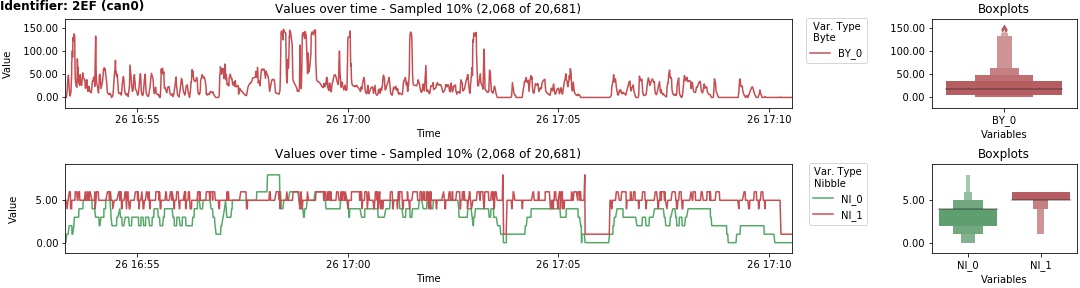 Identifier: 2EF (can0)
Values over time - Sampled 10% (2,068 of 20,681)
Boxplots
Value
150.00
100.00
50.00
0.00
26 16:55
26 17:00
26 17:05
26 17:10
Time
Var. Type
Byte
BY_0
150.00
100.00
50.00
0.00
BY_0
Variables
Values over time - Sampled 10% (2,068 of 20,681)
Boxplots
Value
5.00
0.00
26 16:55
26 17:00
26 17:05
26 17:10
Time
Var. Type
Nibble
NI_0
NI_1
5.00
0.00
NI_0
NI_1
Variables